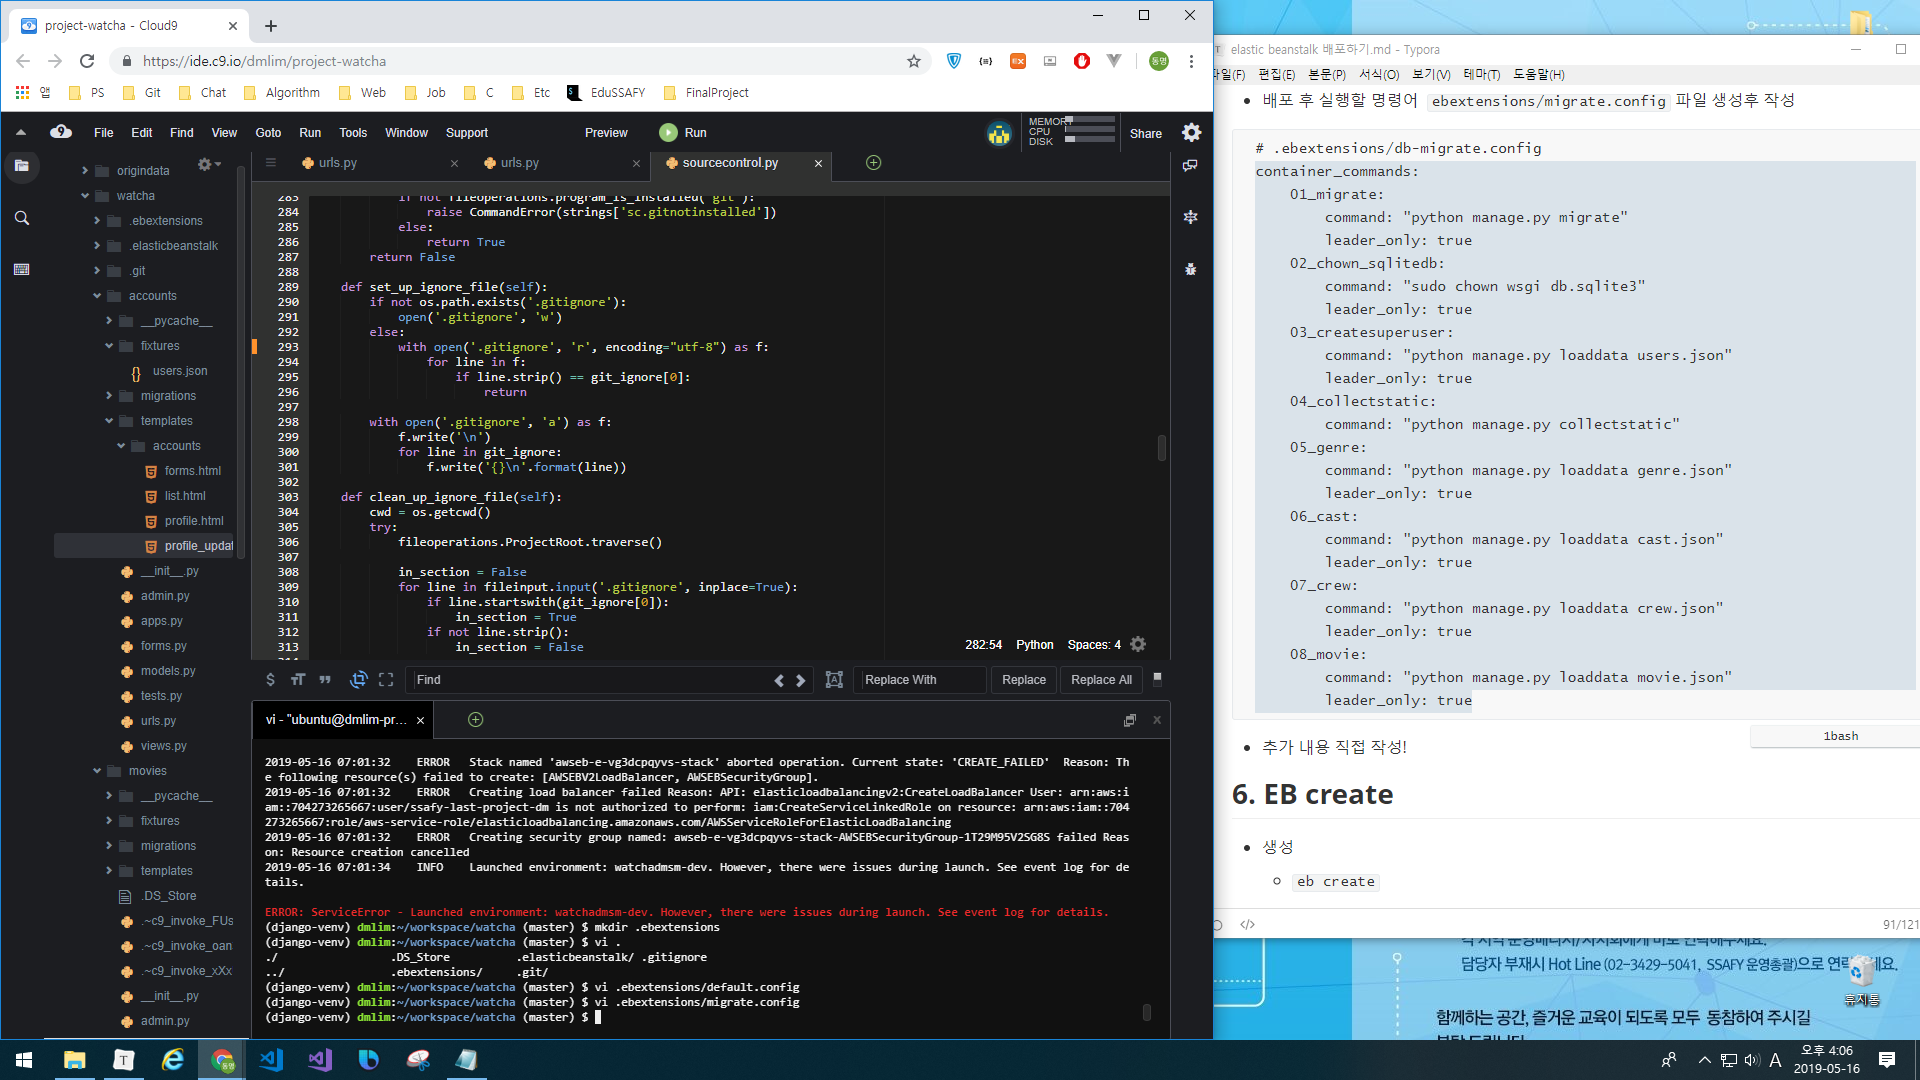 project-watcha - Cloud9
https://ide.c9.io/dmlim/project-watcha
앱 PS Git Chat Algorithm Web Job C Etc EduSSAFY FinalProject
File Edit Find View Goto Run Tools Window Support Preview Run
MEMORY
CPU
DISK
Share
origindata
watcha
.ebextensions
.elasticbeanstalk
.git
accounts
__pycache__
fixtures
users.json
migrations
templates
accounts
forms.html
list.html
profile.html
profile_updat
__init__.py
admin.py
apps.py
forms.py
models.py
tests.py
urls.py
views.py
movies
__pycache__
fixtures
migrations
templates
.DS_Store
.~c9_invoke_FUs
.~c9_invoke_oan
.~c9_invoke_xXx
__init__.py
admin.py
urls.py urls.py sourcecontrol.py
283 if not fileoperations.program_is_installed('git'):
284 raise CommandError(strings['sc.gitnotinstalled'])
285 else:
286 return True
287 return False
288
289 def set_up_ignore_file(self):
290 if not os.path.exists('.gitignore'):
291 open('.gitignore', 'w')
292 else:
293 with open('.gitignore', 'r', encoding="utf-8") as f:
294 for line in f:
295 if line.strip() == git_ignore[0]:
296 return
297
298 with open('.gitignore', 'a') as f:
299 f.write('\n')
300 for line in git_ignore:
301 f.write('{}\n'.format(line))
302
303 def clean_up_ignore_file(self):
304 cwd = os.getcwd()
305 try:
306 fileoperations.ProjectRoot.traverse()
307
308 in_section = False
309 for line in fileinput.input('.gitignore', inplace=True):
310 if line.startswith(git_ignore[0]):
311 in_section = True
312 if not line.strip():
313 in_section = False
282:54 Python Spaces: 4
Find Replace With Replace Replace All
vi - "ubuntu@dmlim-pr...
2019-05-16 07:01:32 ERROR Stack named 'awseb-e-vg3dcpqyvs-stack' aborted operation. Current state: 'CREATE_FAILED' Reason: Th
e following resource(s) failed to create: [AWSEBV2LoadBalancer, AWSEBSecurityGroup].
2019-05-16 07:01:32 ERROR Creating load balancer failed Reason: API: elasticloadbalancingv2:CreateLoadBalancer User: arn:aws:i
am::704273265667:user/ssafy-last-project-dm is not authorized to perform: iam:CreateServiceLinkedRole on resource: arn:aws:iam::704
273265667:role/aws-service-role/elasticloadbalancing.amazonaws.com/AWSServiceRoleForElasticLoadBalancing
2019-05-16 07:01:32 ERROR Creating security group named: awseb-e-vg3dcpqyvs-stack-AWSEBSecurityGroup-1T29M95V2SG8S failed Reas
on: Resource creation cancelled
2019-05-16 07:01:34 INFO Launched environment: watchadmsm-dev. However, there were issues during launch. See event log for de
tails.
ERROR: ServiceError - Launched environment: watchadmsm-dev. However, there were issues during launch. See event log for details.
(django-venv) dmlim:~/workspace/watcha (master) $ mkdir .ebextensions
(django-venv) dmlim:~/workspace/watcha (master) $ vi .
./ .DS_Store .elasticbeanstalk/ .gitignore
../ .ebextensions/ .git/
(django-venv) dmlim:~/workspace/watcha (master) $ vi .ebextensions/default.config
(django-venv) dmlim:~/workspace/watcha (master) $ vi .ebextensions/migrate.config
(django-venv) dmlim:~/workspace/watcha (master) $
elastic beanstalk 배포하기.md - Typora
파일(F) 편집(E) 본문(P) 서식(O) 보기(V) 테마(T) 도움말(H)
배포 후 실행할 명령어 ebextensions/migrate.config 파일 생성후 작성
# .ebextensions/db-migrate.config
container_commands:
01_migrate:
command: "python manage.py migrate"
leader_only: true
02_chown_sqlitedb:
command: "sudo chown wsgi db.sqlite3"
leader_only: true
03_createsuperuser:
command: "python manage.py loaddata users.json"
leader_only: true
04_collectstatic:
command: "python manage.py collectstatic"
05_genre:
command: "python manage.py loaddata genre.json"
leader_only: true
06_cast:
command: "python manage.py loaddata cast.json"
leader_only: true
07_crew:
command: "python manage.py loaddata crew.json"
leader_only: true
08_movie:
command: "python manage.py loaddata movie.json"
leader_only: true
1bash
추가 내용 직접 작성!
6. EB create
생성
eb create
91/121
담당자 부재시 Hot Line (02-3429-5041, SSAFY 운영총괄)으로 연락 세요.
휴지통
함께하는 공간, 즐거운 교육이 되도록 모두 동참하여 주시길
A 오후 4:06
2019-05-16